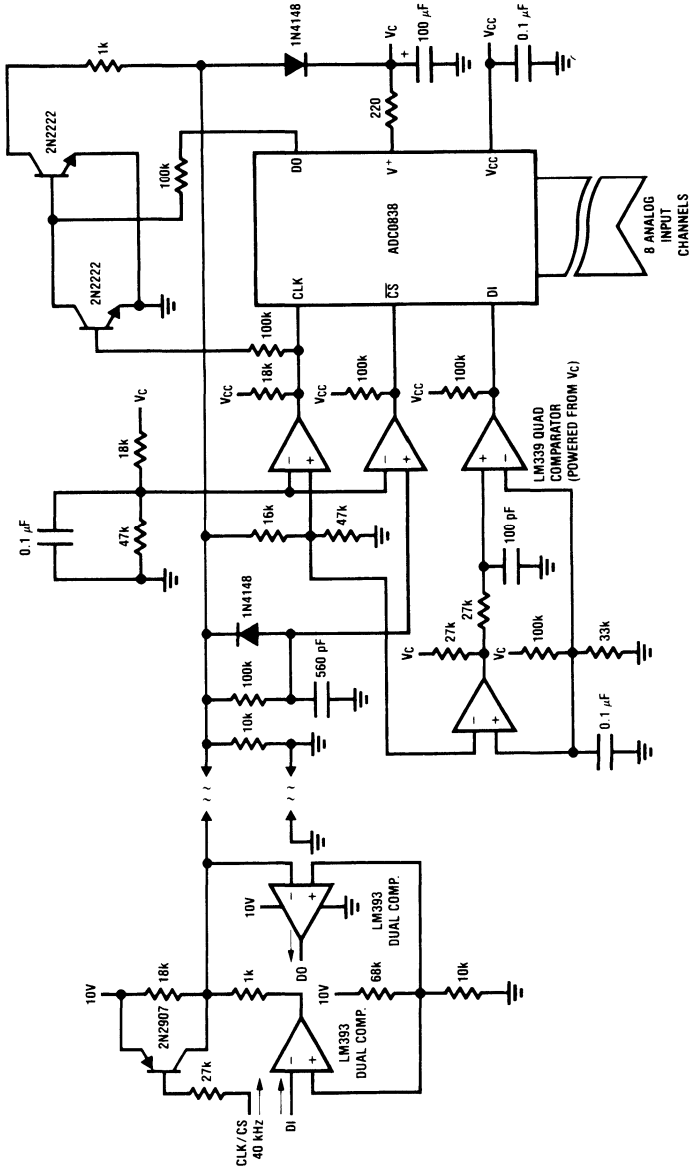 CLK/CS
40 kHz
DI
27k
2N2907
10V
18k
1k
LM393
DUAL COMP.
10V
68k
10k
DO
10V
LM393
DUAL COMP.
~
~
~
~
10k
100k
560 pF
1N4148
0.1 µF
47k
18k
VC
16k
47k
−
+
−
+
−
+
−
+
−
+
−
+
VC
27k
27k
100 pF
VC
100k
33k
0.1 µF
LM339 QUAD
COMPARATOR
(POWERED FROM VC)
VCC
18k
100k
VCC
100k
VCC
100k
2N2222
2N2222
100k
1k
1N4148
CLK
CS
DI
ADC0838
DO
V+
VCC
220
VC
+
100 µF
VCC
0.1 µF
8 ANALOG
INPUT
CHANNELS